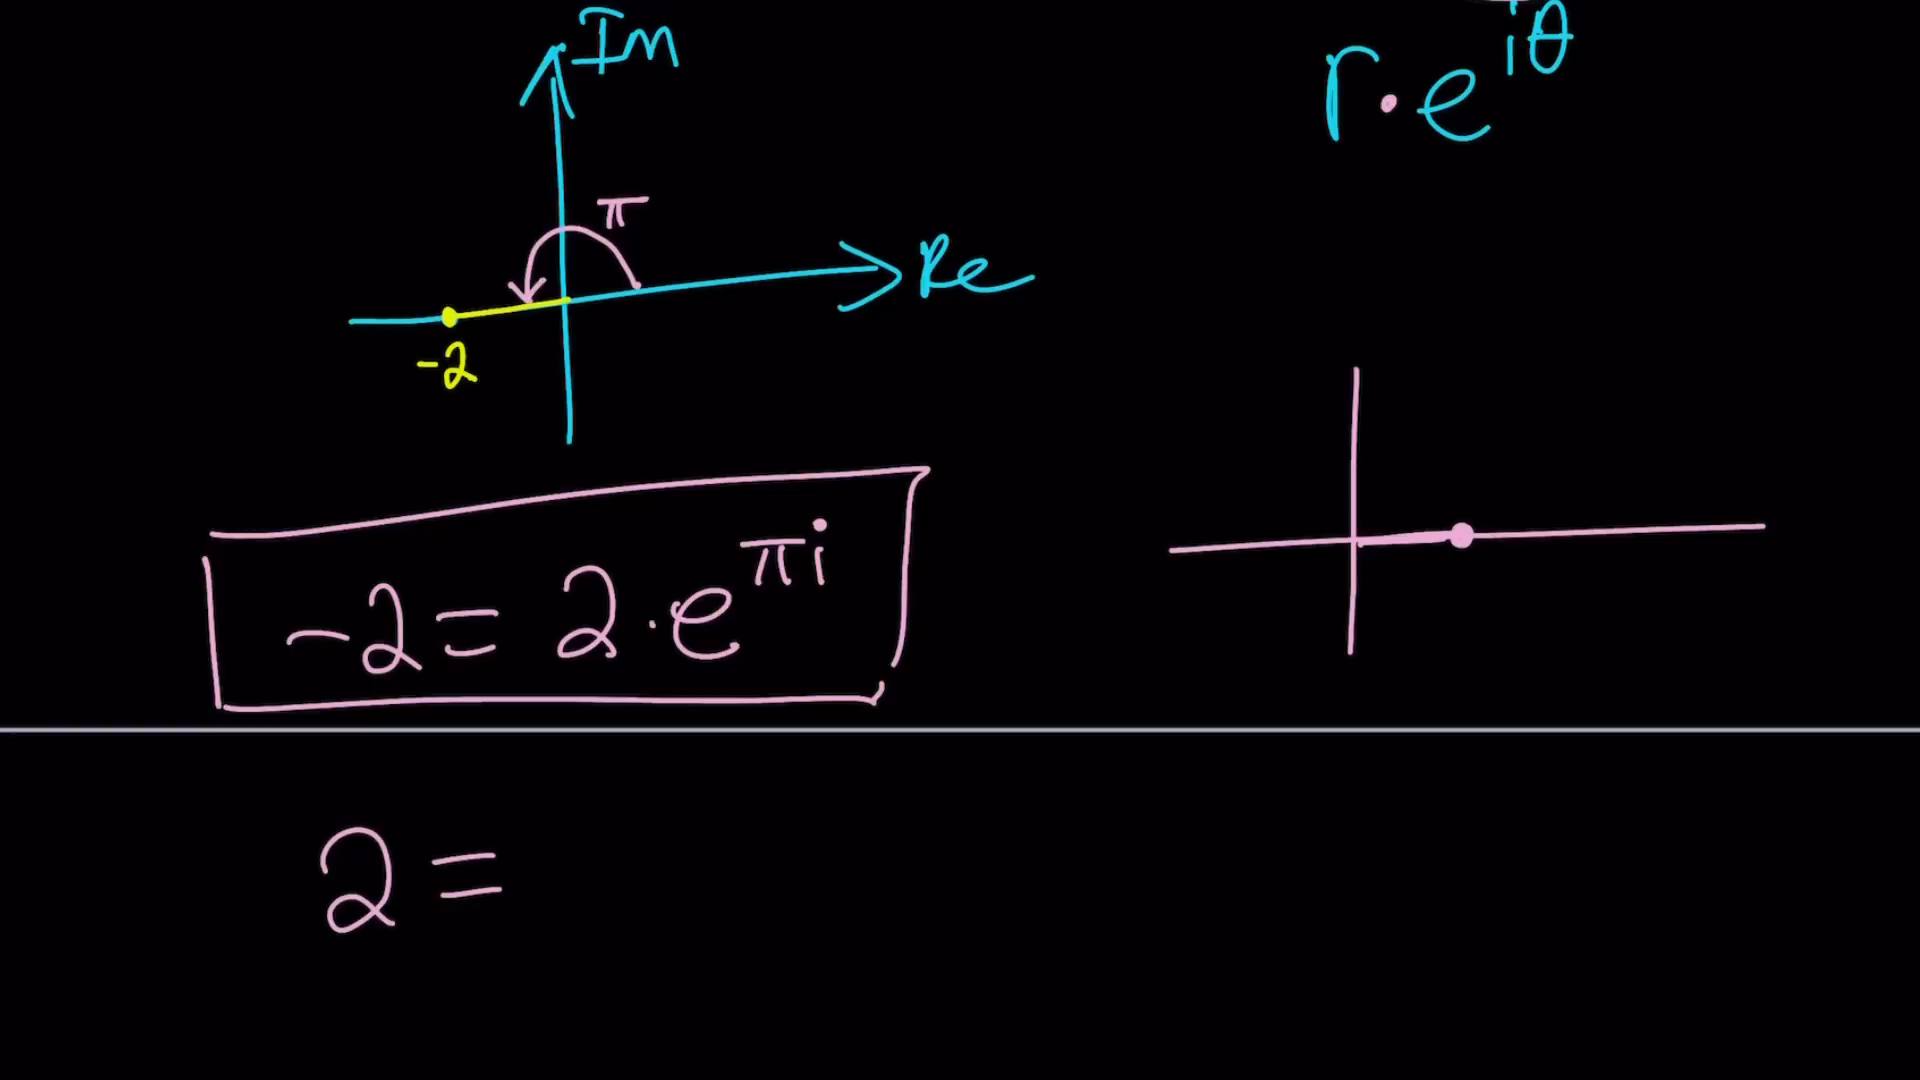 Im
r·e^{iθ}
π
Re
-2
-2 = 2·e^{πi}
2 =